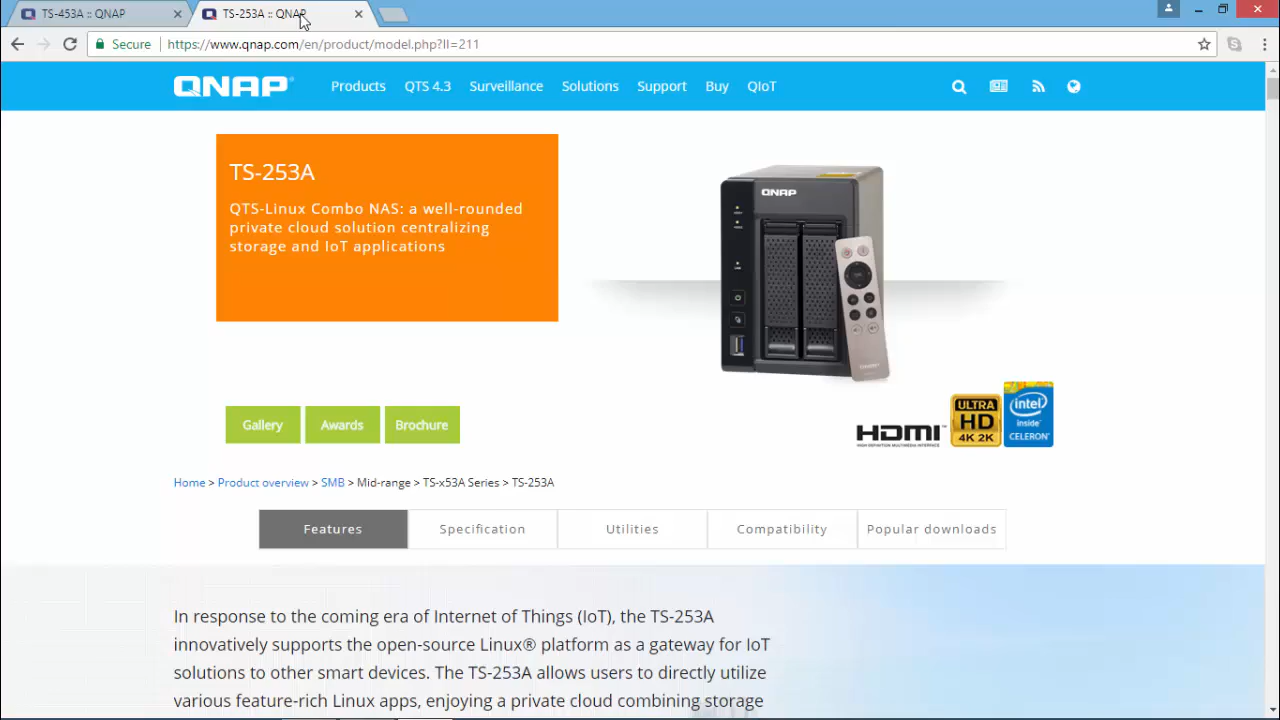 TS-453A :: QNAP
TS-253A :: QNAP
Secure
https://www.qnap.com/en/product/model.php?II=211
QNAP
Products
QTS 4.3
Surveillance
Solutions
Support
Buy
QIoT
TS-253A
QTS-Linux Combo NAS: a well-rounded
private cloud solution centralizing
storage and IoT applications
QNAP
Gallery
Awards
Brochure
HDMI™
HIGH-DEFINITION MULTIMEDIA INTERFACE
ULTRA
HD
4K 2K
intel
inside
CELERON®
Home > Product overview > SMB > Mid-range > TS-x53A Series > TS-253A
Features
Specification
Utilities
Compatibility
Popular downloads
In response to the coming era of Internet of Things (IoT), the TS-253A
innovatively supports the open-source Linux® platform as a gateway for IoT
solutions to other smart devices. The TS-253A allows users to directly utilize
various feature-rich Linux apps, enjoying a private cloud combining storage